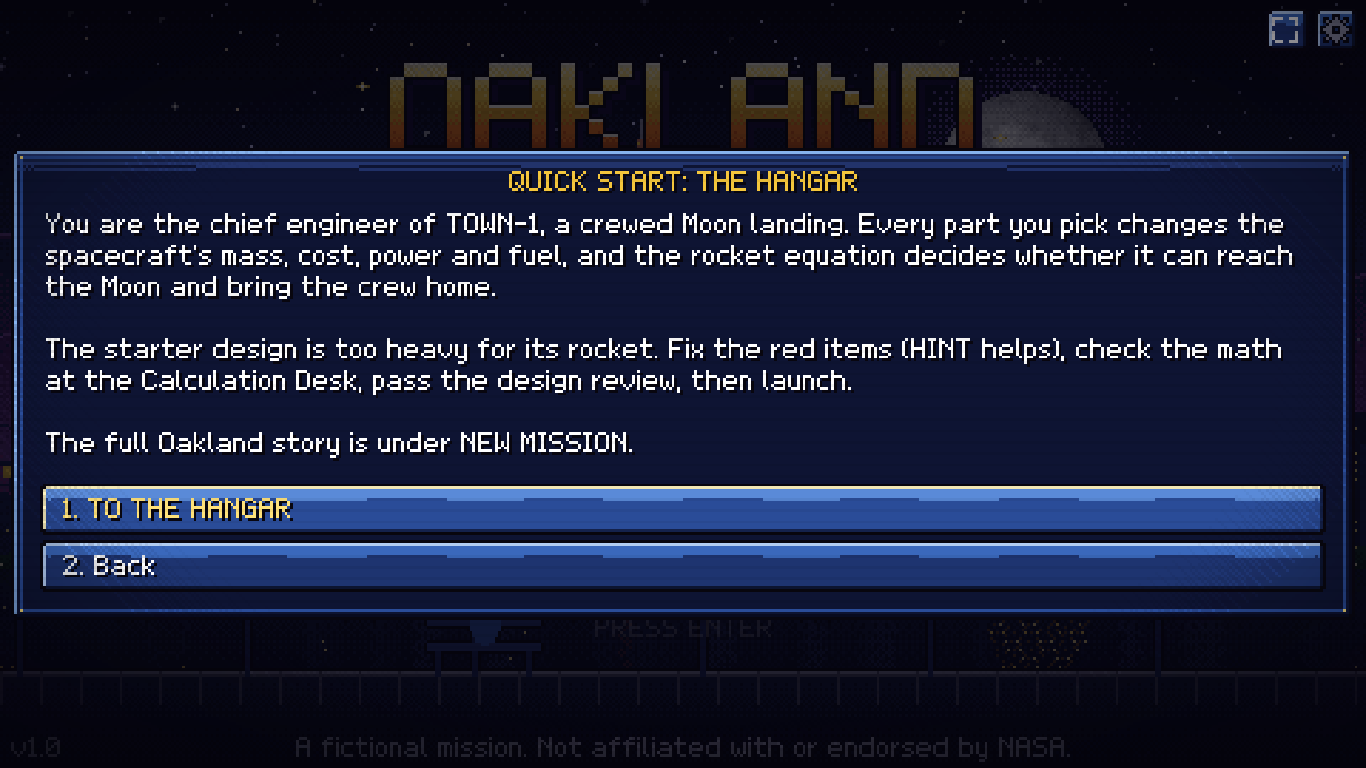 OAKLAND
QUICK START: THE HANGAR
You are the chief engineer of TOWN-1, a crewed Moon landing. Every part you pick changes the
spacecraft's mass, cost, power and fuel, and the rocket equation decides whether it can reach
the Moon and bring the crew home.
The starter design is too heavy for its rocket. Fix the red items (HINT helps), check the math
at the Calculation Desk, pass the design review, then launch.
The full Oakland story is under NEW MISSION.
1. TO THE HANGAR
2. Back
PRESS ENTER
v1.0
A fictional mission. Not affiliated with or endorsed by NASA.